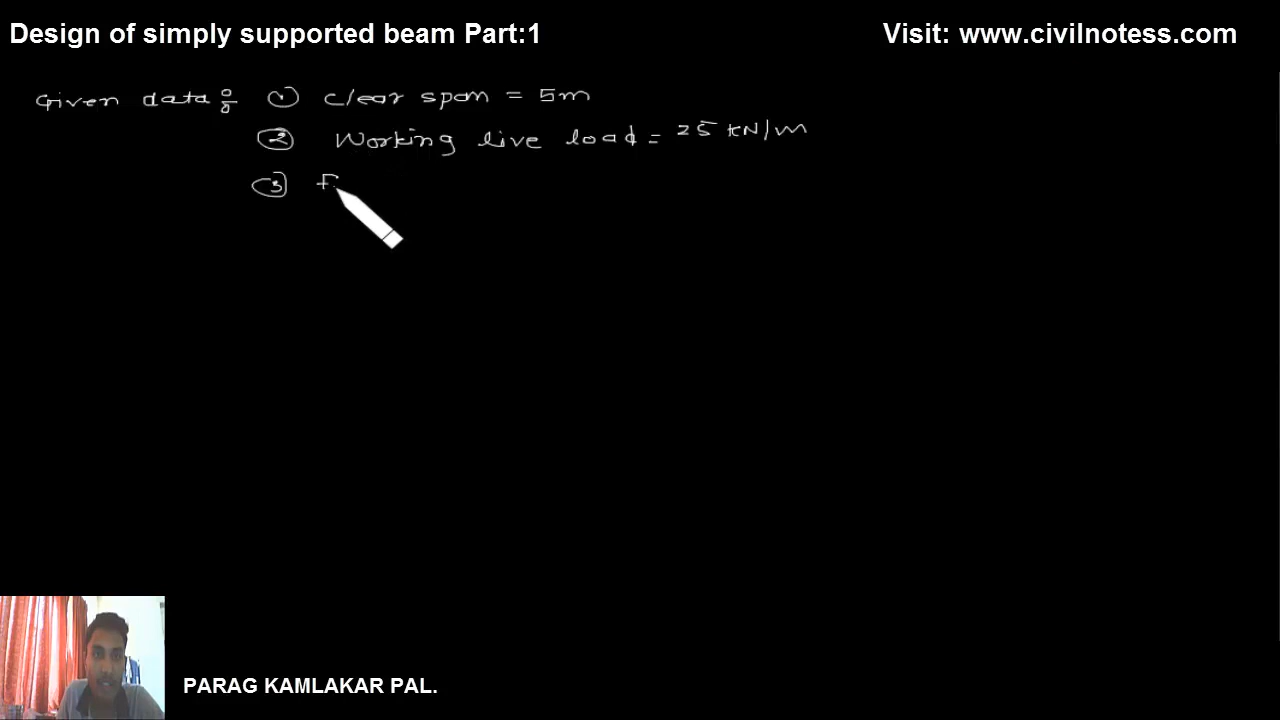 Design of simply supported beam Part:1 Visit: www.civilnotess.com
Given data : ① clear span = 5m
② Working live load = 25 kN/m
③ F
PARAG KAMLAKAR PAL.